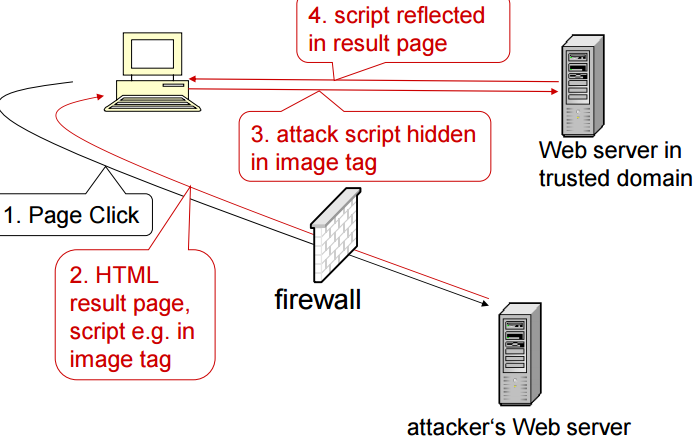 4. script reflected
in result page
3. attack script hidden
in image tag
Web server in
trusted domain
1. Page Click
2. HTML
result page,
script e.g. in
image tag
firewall
attacker‘s Web server